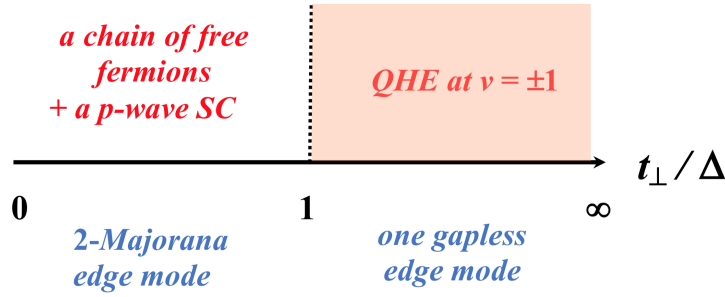 a chain of free
fermions
+ a p-wave SC
QHE at ν = ±1
t⊥ / Δ
0
1
∞
2-Majorana
edge mode
one gapless
edge mode